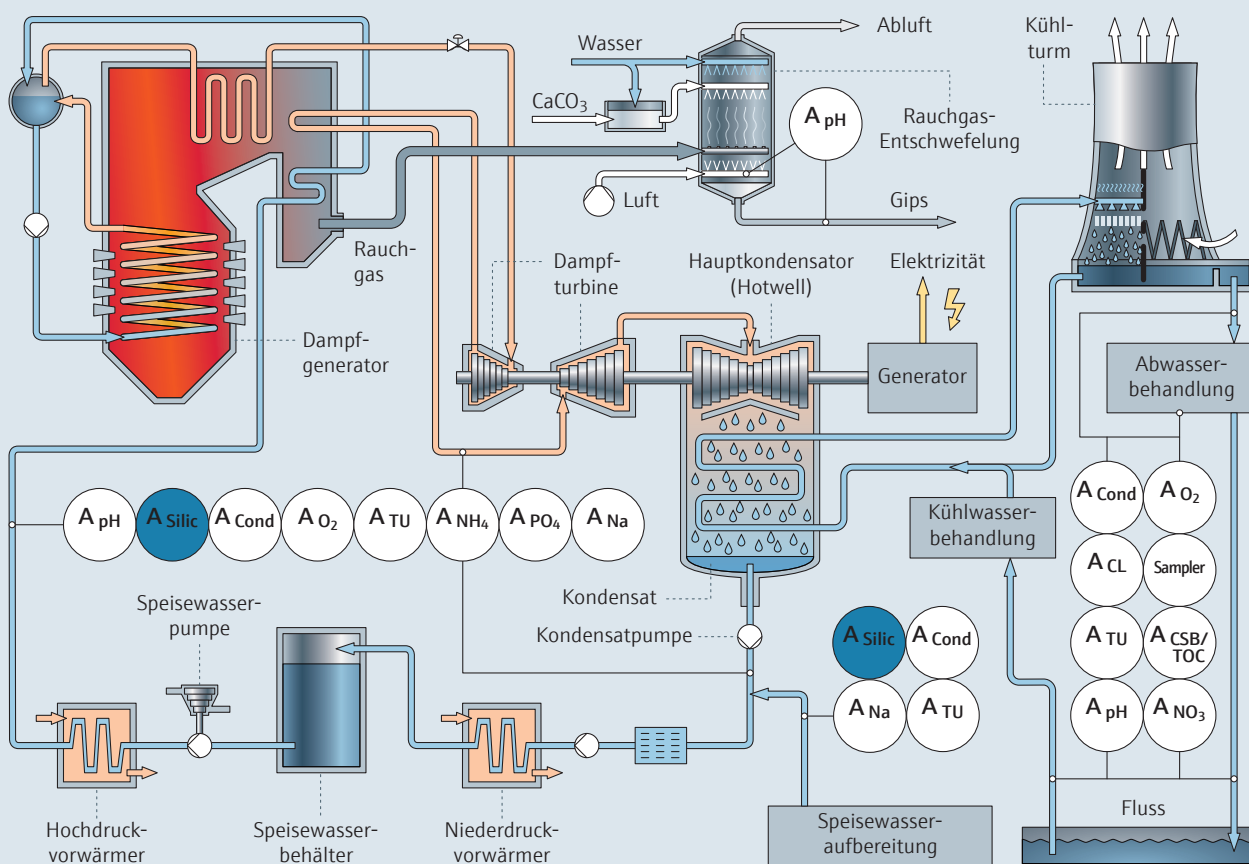 Abluft
Wasser
CaCO3
A pH
Rauchgas-
Entschwefelung
Luft
Gips
Kühl-
turm
Rauch-
gas
Dampf-
generator
Dampf-
turbine
Hauptkondensator
(Hotwell)
Elektrizität
Generator
Abwasser-
behandlung
A pH
A Silic
A Cond
A O2
A TU
A NH4
A PO4
A Na
Kühlwasser-
behandlung
A Cond
A O2
A CL
Sampler
A TU
A CSB/
TOC
A pH
A NO3
Kondensat
Kondensatpumpe
A Silic
A Cond
A Na
A TU
Speisewasser-
pumpe
Hochdruck-
vorwärmer
Speisewasser-
behälter
Niederdruck-
vorwärmer
Speisewasser-
aufbereitung
Fluss